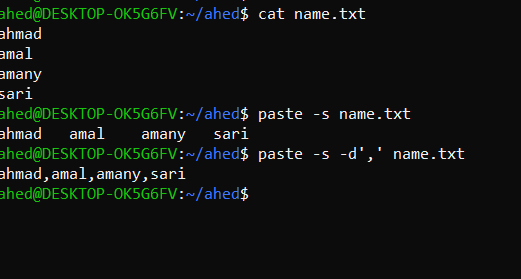 ahed@DESKTOP-OK5G6FV:~/ahed$ cat name.txt
ahmad
amal
amany
sari
ahed@DESKTOP-OK5G6FV:~/ahed$ paste -s name.txt
ahmad   amal    amany   sari
ahed@DESKTOP-OK5G6FV:~/ahed$ paste -s -d',' name.txt
ahmad,amal,amany,sari
ahed@DESKTOP-OK5G6FV:~/ahed$